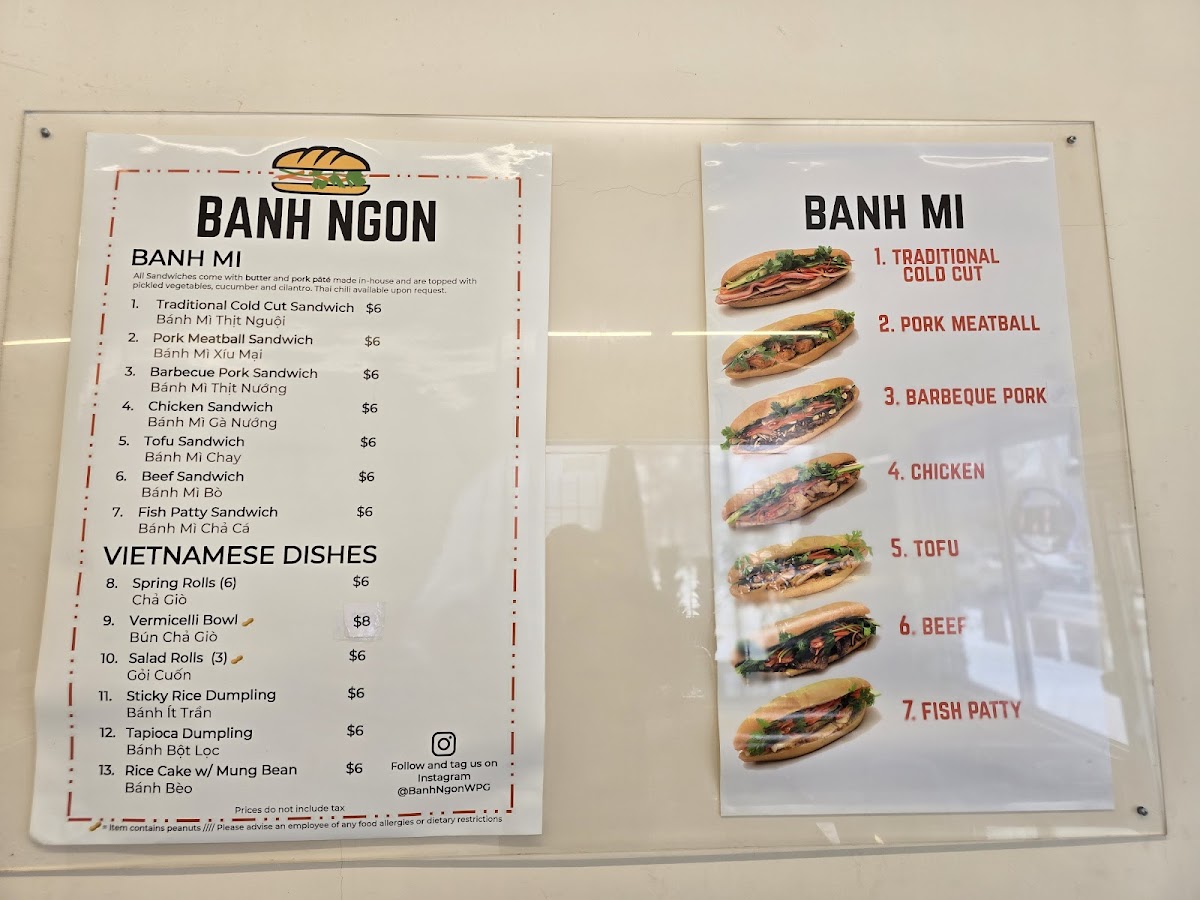 BANH NGON
BANH MI
All Sandwiches come with butter and pork pâté made in-house and are topped with
pickled vegetables, cucumber and cilantro. Thai chili available upon request.
1. Traditional Cold Cut Sandwich $6
Bánh Mì Thịt Nguội
2. Pork Meatball Sandwich $6
Bánh Mì Xíu Mại
3. Barbecue Pork Sandwich $6
Bánh Mì Thịt Nướng
4. Chicken Sandwich $6
Bánh Mì Gà Nướng
5. Tofu Sandwich $6
Bánh Mì Chay
6. Beef Sandwich $6
Bánh Mì Bò
7. Fish Patty Sandwich $6
Bánh Mì Chả Cá
VIETNAMESE DISHES
8. Spring Rolls (6) $6
Chả Giò
9. Vermicelli Bowl $8
Bún Chả Giò
10. Salad Rolls (3) $6
Gỏi Cuốn
11. Sticky Rice Dumpling $6
Bánh Ít Trần
12. Tapioca Dumpling $6
Bánh Bột Lọc
13. Rice Cake w/ Mung Bean $6
Bánh Bèo
Follow and tag us on
Instagram
@BanhNgonWPG
Prices do not include tax
= Item contains peanuts //// Please advise an employee of any food allergies or dietary restrictions
BANH MI
1. TRADITIONAL
COLD CUT
2. PORK MEATBALL
3. BARBEQUE PORK
4. CHICKEN
5. TOFU
6. BEEF
7. FISH PATTY